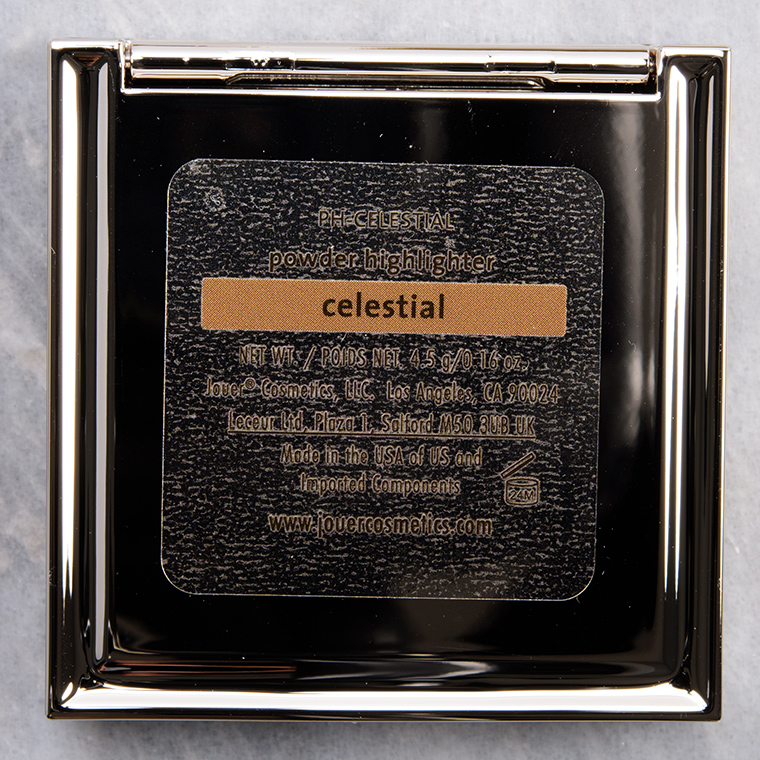 PH-CELESTIAL
powder highlighter
celestial
NET WT. / POIDS NET. 4.5 g/0.16 oz.
Jouer® Cosmetics, LLC. Los Angeles, CA 90024
Leceur Ltd, Plaza 1, Salford M50 3UB UK
Made in the USA of US and
Imported Components
24M
www.jouercosmetics.com